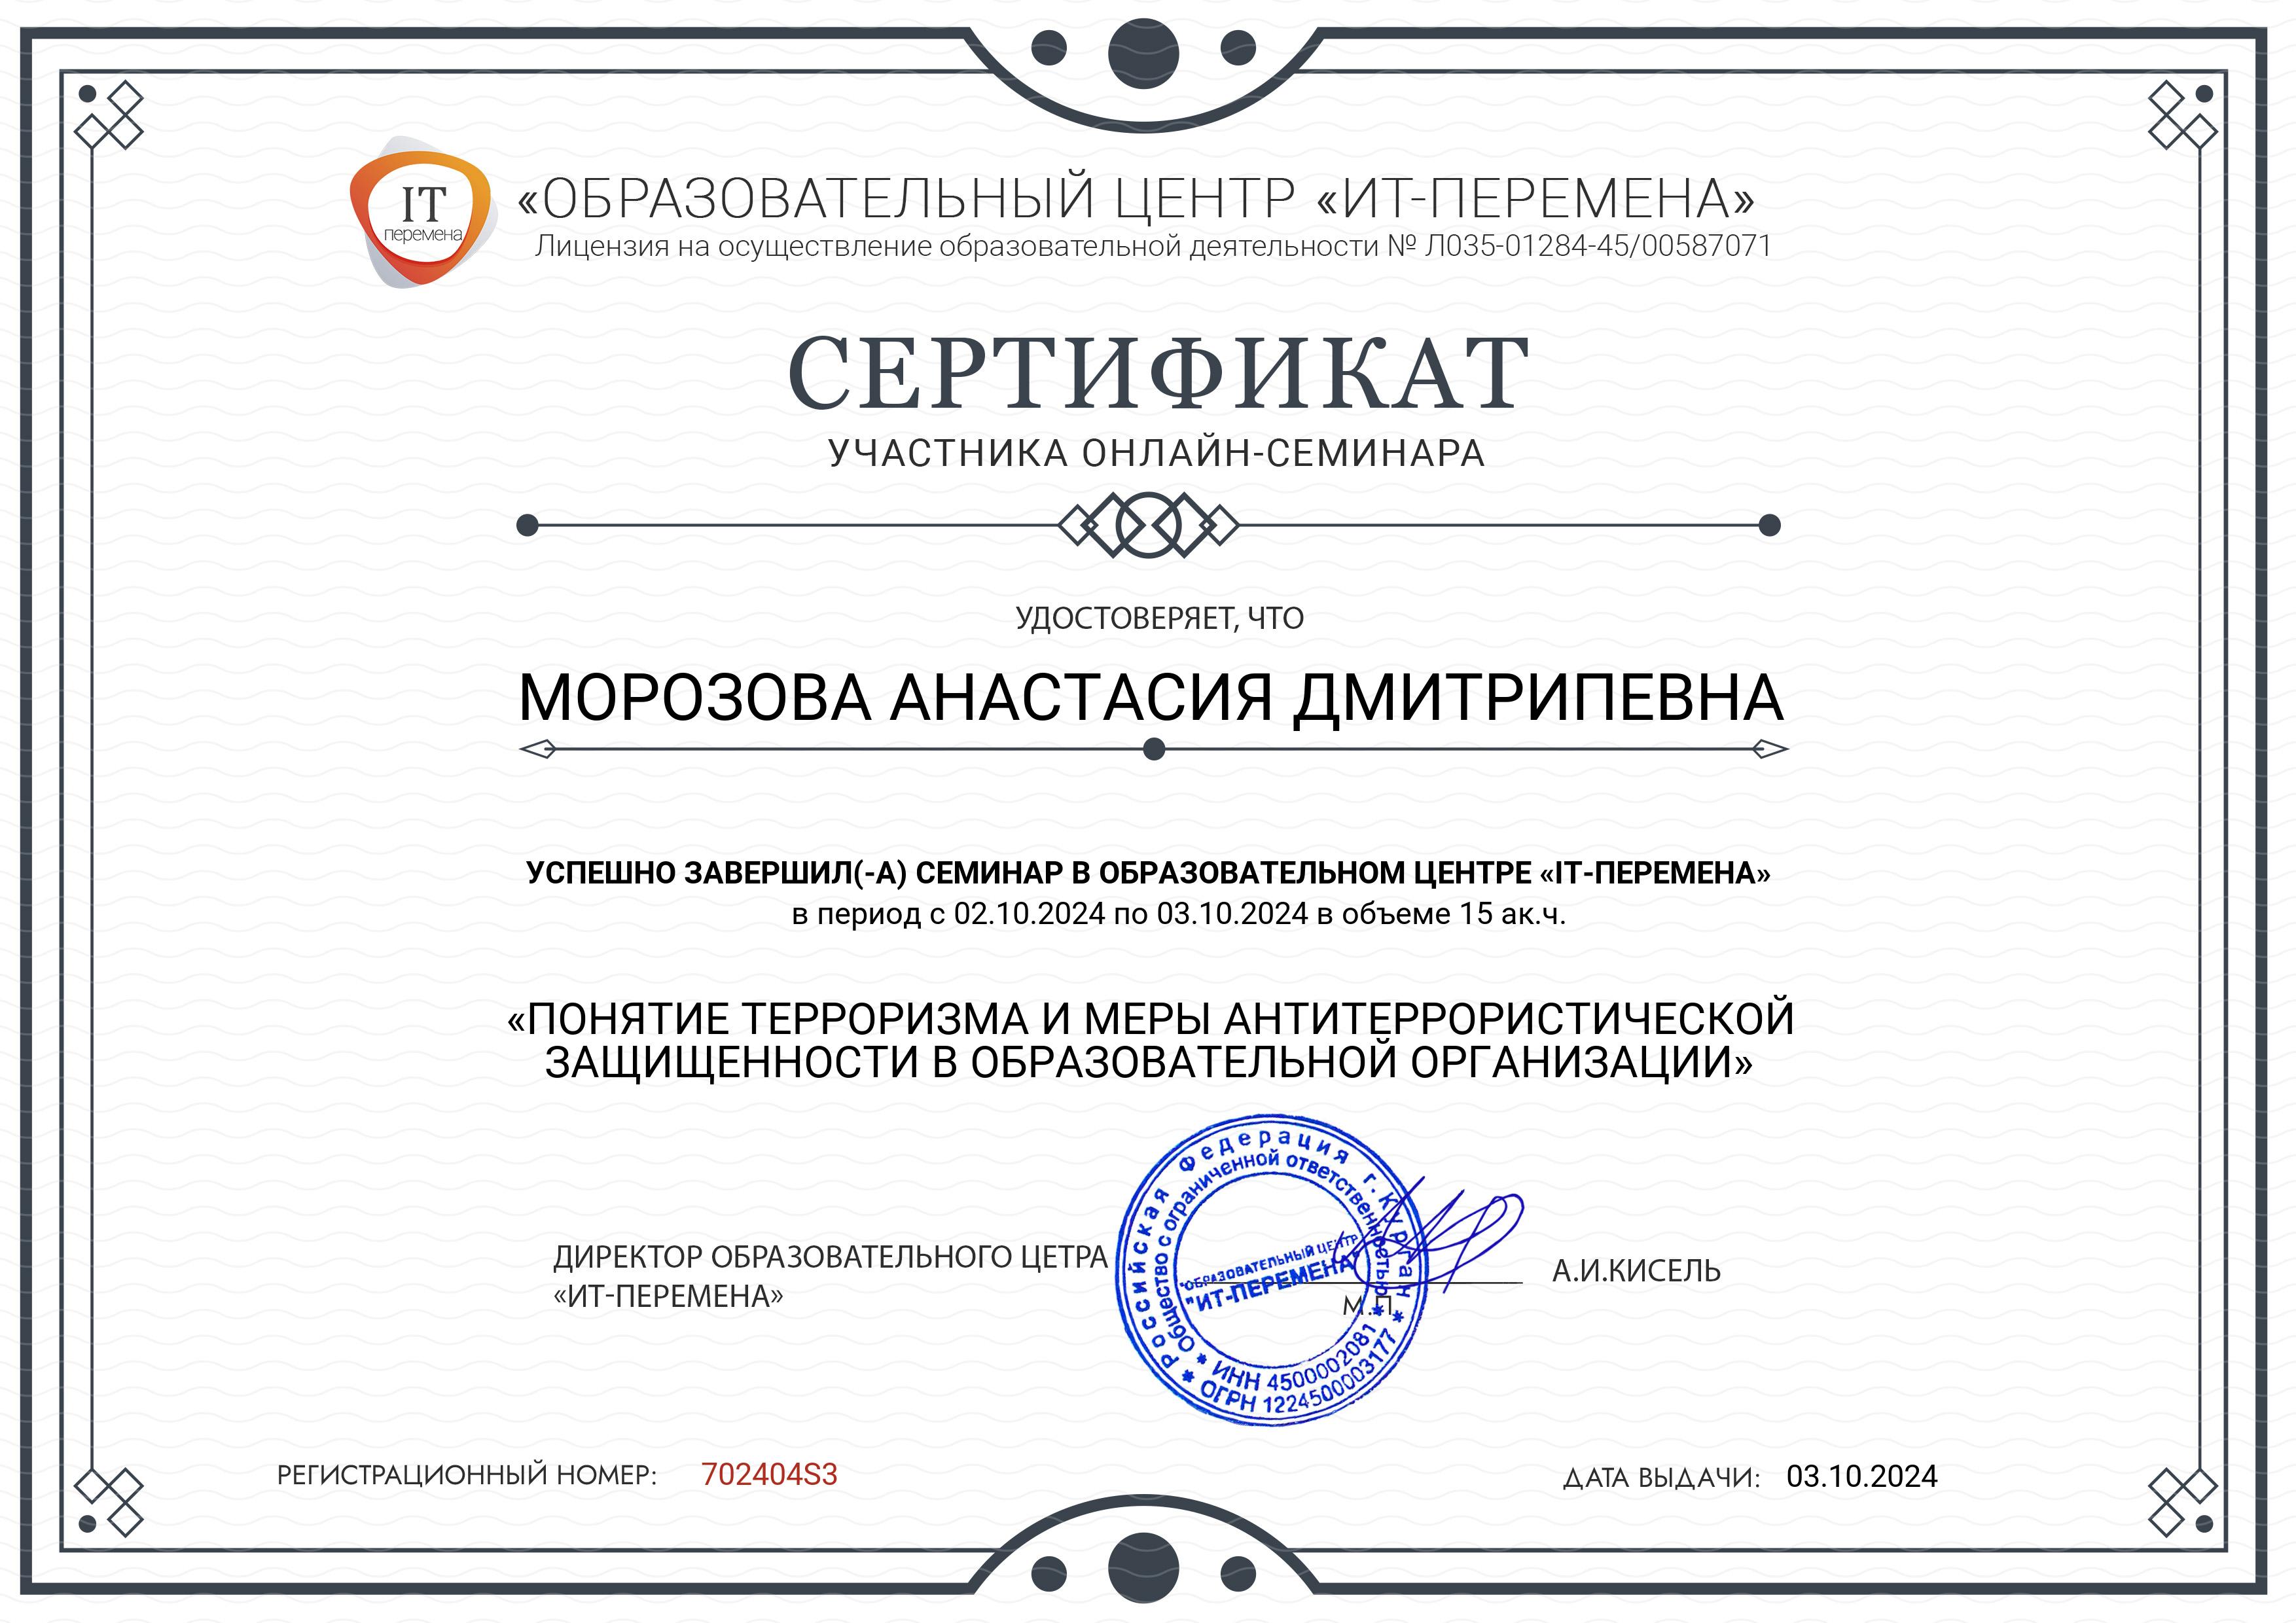 IT
перемена
«ОБРАЗОВАТЕЛЬНЫЙ ЦЕНТР «ИТ-ПЕРЕМЕНА»
Лицензия на осуществление образовательной деятельности № Л035-01284-45/00587071
СЕРТИФИКАТ
УЧАСТНИКА ОНЛАЙН-СЕМИНАРА
УДОСТОВЕРЯЕТ, ЧТО
МОРОЗОВА АНАСТАСИЯ ДМИТРИПЕВНА
УСПЕШНО ЗАВЕРШИЛ(-А) СЕМИНАР В ОБРАЗОВАТЕЛЬНОМ ЦЕНТРЕ «IT-ПЕРЕМЕНА»
в период с 02.10.2024 по 03.10.2024 в объеме 15 ак.ч.
«ПОНЯТИЕ ТЕРРОРИЗМА И МЕРЫ АНТИТЕРРОРИСТИЧЕСКОЙ
ЗАЩИЩЕННОСТИ В ОБРАЗОВАТЕЛЬНОЙ ОРГАНИЗАЦИИ»
ДИРЕКТОР ОБРАЗОВАТЕЛЬНОГО ЦЕТРА
«ИТ-ПЕРЕМЕНА»
Российская Федерация г. Курган
Общество с ограниченной ответственностью
ОБРАЗОВАТЕЛЬНЫЙ ЦЕНТР
"ИТ-ПЕРЕМЕНА"
* ИНН 4500002081 *
* ОГРН 1224500003177 *
М.П.
А.И.КИСЕЛЬ
РЕГИСТРАЦИОННЫЙ НОМЕР: 702404S3
ДАТА ВЫДАЧИ: 03.10.2024